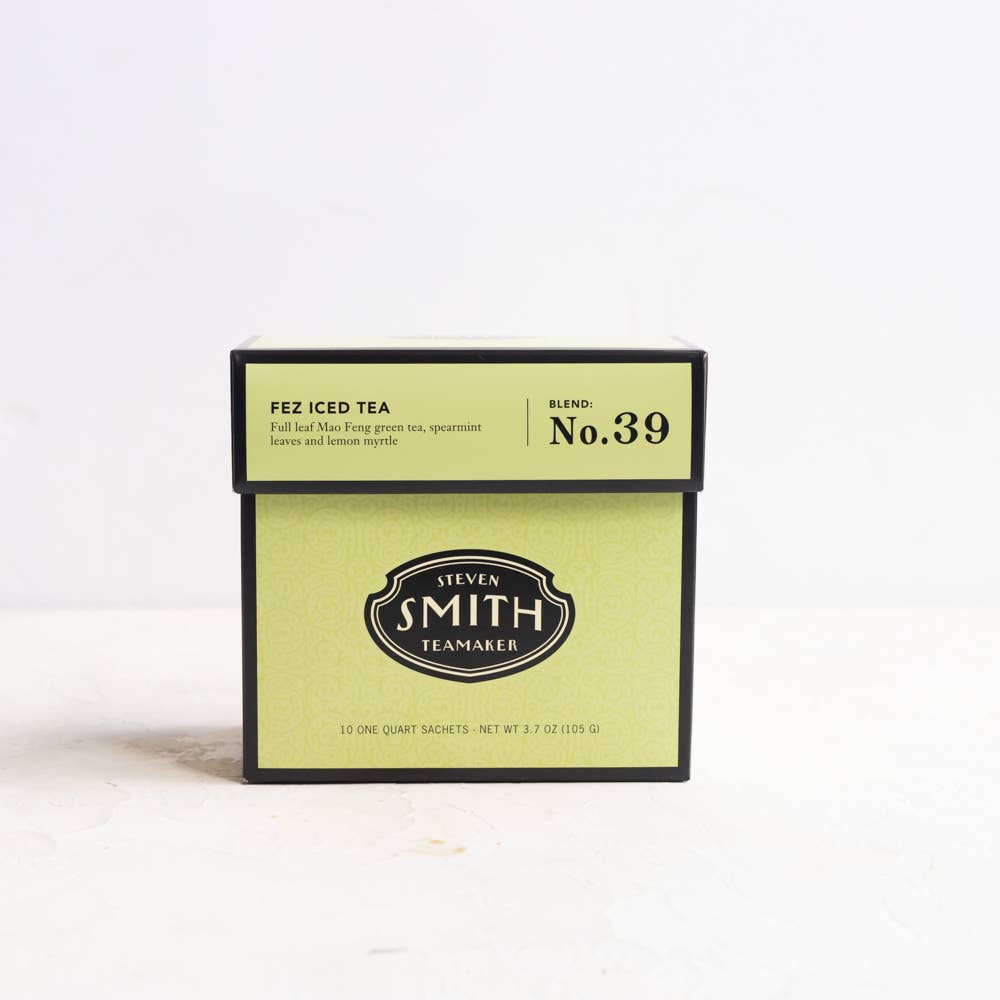 FEZ ICED TEA
Full leaf Mao Feng green tea, spearmint
leaves and lemon myrtle
BLEND:
No.39
STEVEN
SMITH
TEAMAKER
10 ONE QUART SACHETS · NET WT 3.7 OZ (105 G)